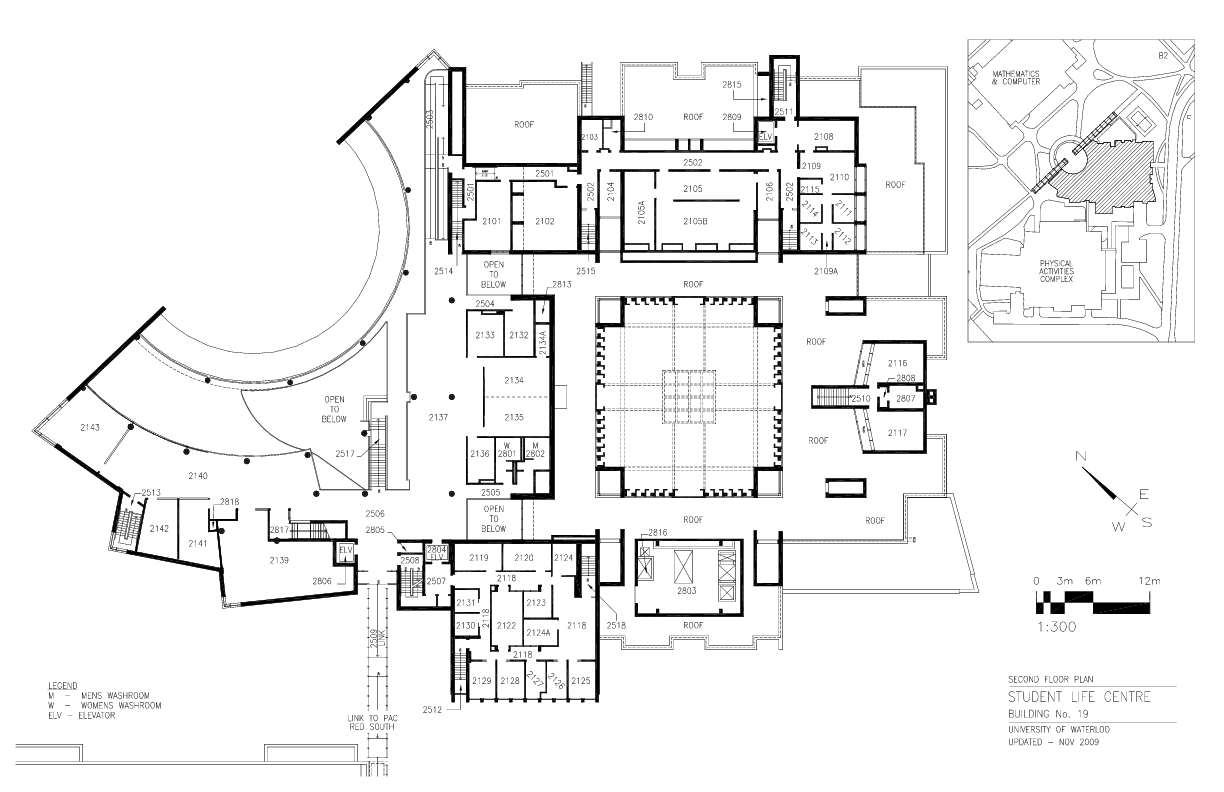 MATHEMATICS
& COMPUTER
B2
PHYSICAL
ACTIVITIES
COMPLEX
2503
ROOF
2103
2810
ROOF
2815
2809
ELV
2511
2108
2502
2109
2110
2115
2114
2111
2113
2112
2109A
ROOF
2501
2501
2101
2102
2502
2104
2105A
2105
2105B
2106
2502
2514
OPEN
TO
BELOW
2515
2813
ROOF
2504
2133
2132
2134A
2134
2135
2137
2136
W
2801
M
2802
2505
OPEN
TO
BELOW
OPEN
TO
BELOW
2517
2143
2140
2513
2142
2141
2818
2817
2139
2806
ELV
2506
2805
2508
2804
ELV
2507
2509
LINK
LINK TO PAC
RED SOUTH
2119
2120
2124
2118
2131
2130
2118
2122
2123
2124A
2118
2118
2129
2128
2127
2126
2125
2512
2518
ROOF
2816
2803
ROOF
ROOF
2116
2808
2807
2510
2117
ROOF
ROOF
N
E
W
S
0 3m 6m 12m
1:300
LEGEND
M – MENS WASHROOM
W – WOMENS WASHROOM
ELV – ELEVATOR
SECOND FLOOR PLAN
STUDENT LIFE CENTRE
BUILDING No. 19
UNIVERSITY OF WATERLOO
UPDATED – NOV 2009